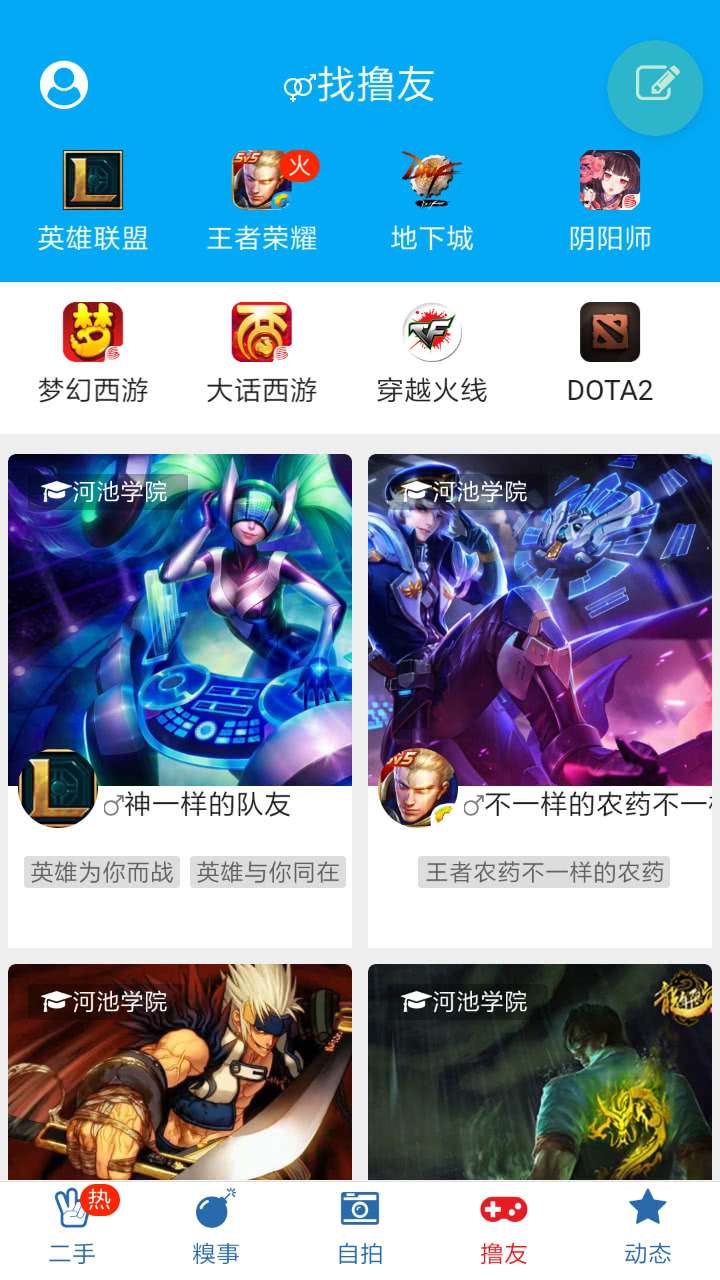 找撸友
火
英雄联盟
王者荣耀
地下城
阴阳师
梦幻西游
大话西游
穿越火线
DOTA2
河池学院
河池学院
5V5
♂神一样的队友
♂不一样的农药不一
英雄为你而战
英雄与你同在
王者农药不一样的农药
河池学院
河池学院
热
二手
糗事
自拍
撸友
动态